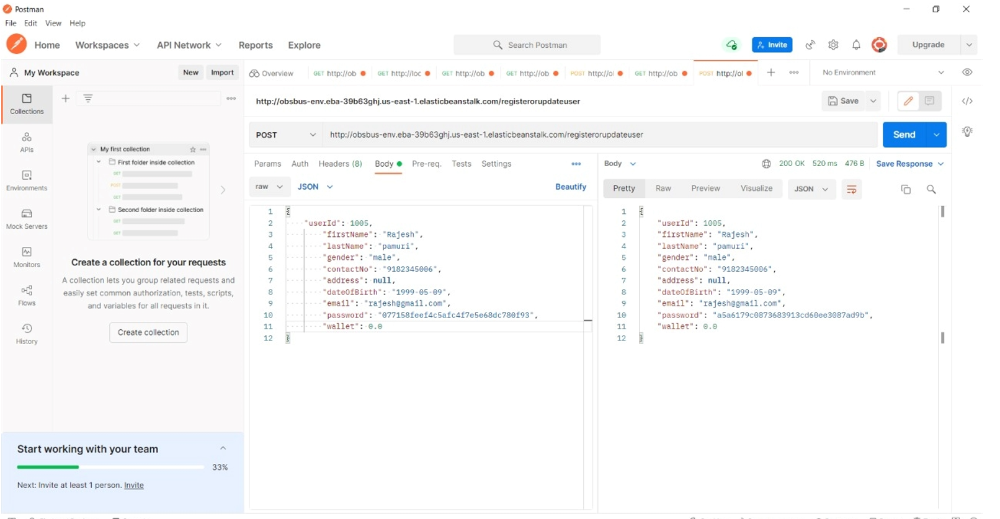 Postman
File Edit View Help
Home Workspaces API Network Reports Explore Search Postman Invite Upgrade
My Workspace New Import Overview GET http://ob GET http://loc GET http://ob GET http://ob POST http://ol GET http://ob POST http://ol No Environment
http://obsbus-env.eba-39b63ghj.us-east-1.elasticbeanstalk.com/registerorupdateuser Save
POST http://obsbus-env.eba-39b63ghj.us-east-1.elasticbeanstalk.com/registerorupdateuser Send
Collections
APIs
Environments
Mock Servers
Monitors
Flows
History
My first collection
First folder inside collection
GET
POST
GET
Second folder inside collection
GET
GET
Create a collection for your requests
A collection lets you group related requests and
easily set common authorization, tests, scripts,
and variables for all requests in it.
Create collection
Start working with your team
33%
Next: Invite at least 1 person. Invite
Params Auth Headers (8) Body Pre-req. Tests Settings
raw JSON Beautify
1 {
2 "userId": 1005,
3 "firstName": "Rajesh",
4 "lastName": "pamuri",
5 "gender": "male",
6 "contactNo": "9182345006",
7 "address": null,
8 "dateOfBirth": "1999-05-09",
9 "email": "rajesh@gmail.com",
10 "password": "077158feef4c5afc4f7e5e68dc780f93",
11 "wallet": 0.0
12 }
Body 200 OK 520 ms 476 B Save Response
Pretty Raw Preview Visualize JSON
1 {
2 "userId": 1005,
3 "firstName": "Rajesh",
4 "lastName": "pamuri",
5 "gender": "male",
6 "contactNo": "9182345006",
7 "address": null,
8 "dateOfBirth": "1999-05-09",
9 "email": "rajesh@gmail.com",
10 "password": "a5a6179c0873683913cd60ee3087ad9b",
11 "wallet": 0.0
12 }